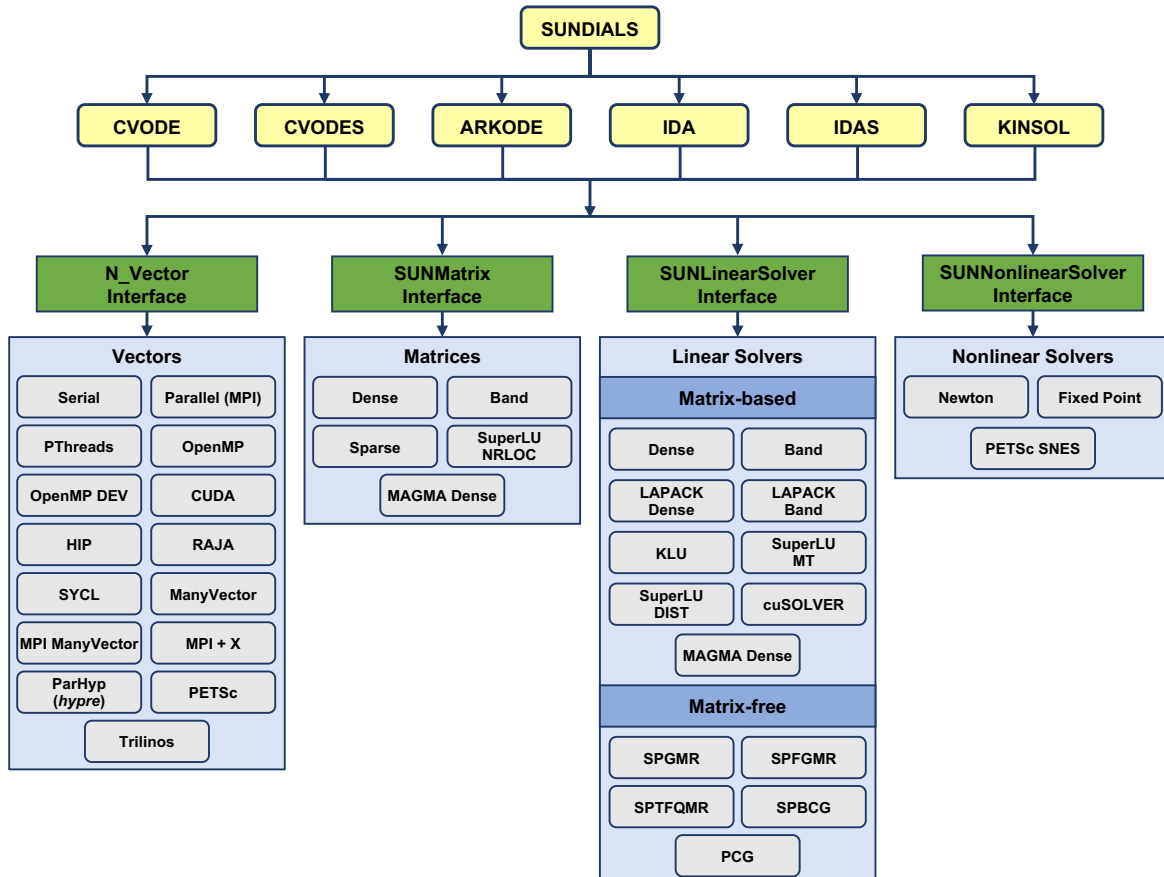 SUNDIALS
CVODE
CVODES
ARKODE
IDA
IDAS
KINSOL
N_Vector
Interface
SUNMatrix
Interface
SUNLinearSolver
Interface
SUNNonlinearSolver
Interface
Vectors
Serial
Parallel (MPI)
PThreads
OpenMP
OpenMP DEV
CUDA
HIP
RAJA
SYCL
ManyVector
MPI ManyVector
MPI + X
ParHyp
(hypre)
PETSc
Trilinos
Matrices
Dense
Band
Sparse
SuperLU
NRLOC
MAGMA Dense
Linear Solvers
Matrix-based
Dense
Band
LAPACK
Dense
LAPACK
Band
KLU
SuperLU
MT
SuperLU
DIST
cuSOLVER
MAGMA Dense
Matrix-free
SPGMR
SPFGMR
SPTFQMR
SPBCG
PCG
Nonlinear Solvers
Newton
Fixed Point
PETSc SNES